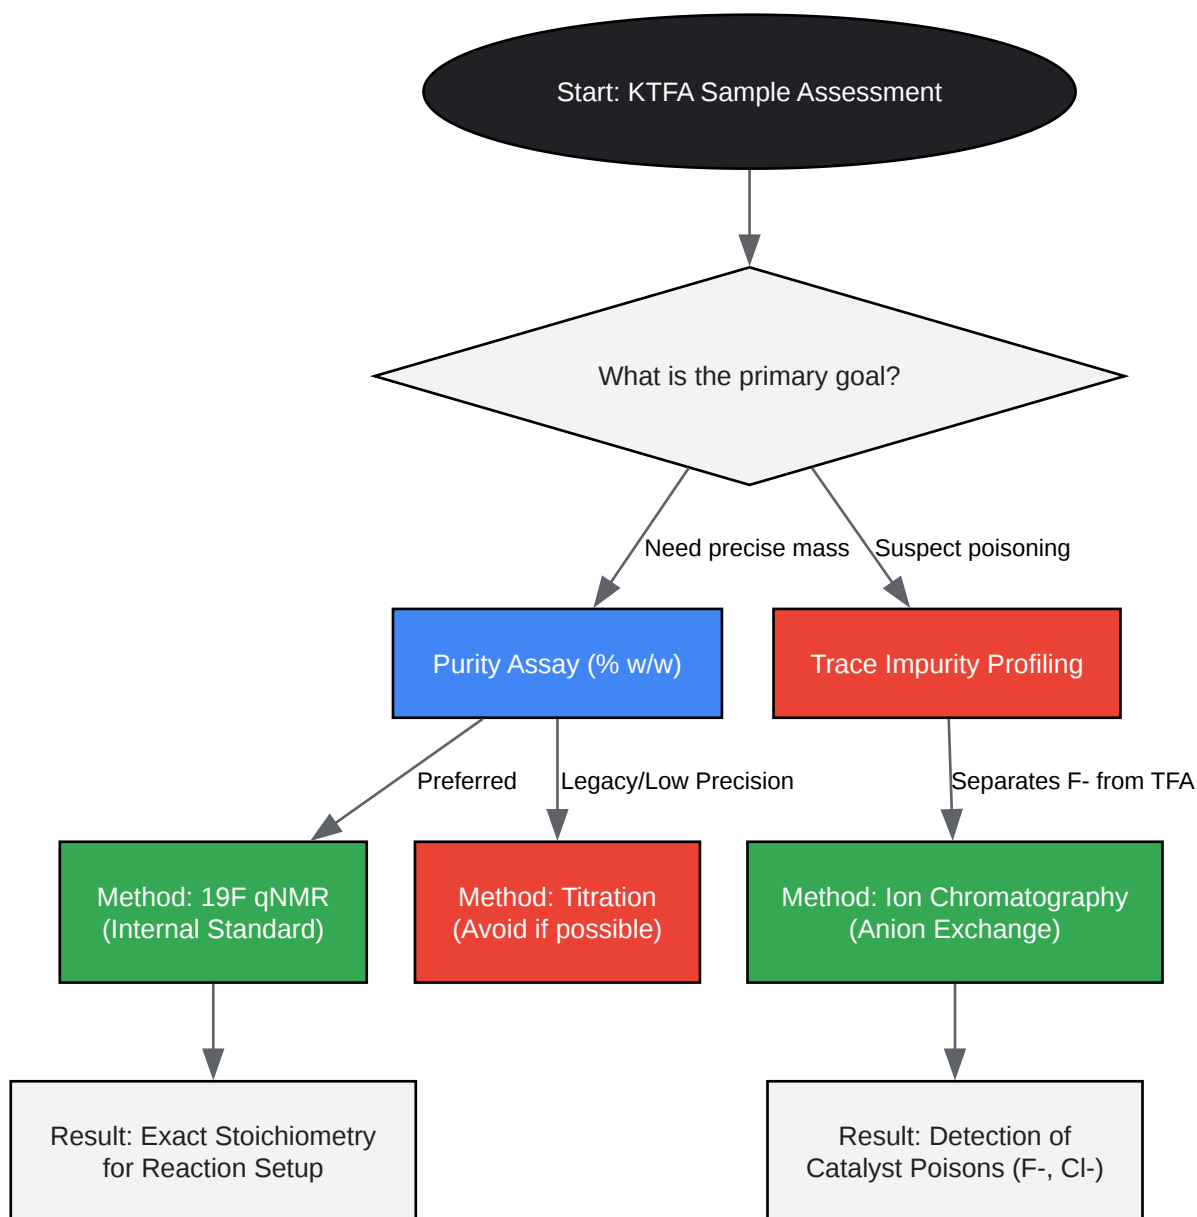 Start: KTFA Sample Assessment
What is the primary goal?
Need precise mass
Suspect poisoning
Purity Assay (% w/w)
Trace Impurity Profiling
Preferred
Legacy/Low Precision
Separates F- from TFA
Method: 19F qNMR
(Internal Standard)
Method: Titration
(Avoid if possible)
Method: Ion Chromatography
(Anion Exchange)
Result: Exact Stoichiometry
for Reaction Setup
Result: Detection of
Catalyst Poisons (F-, Cl-)